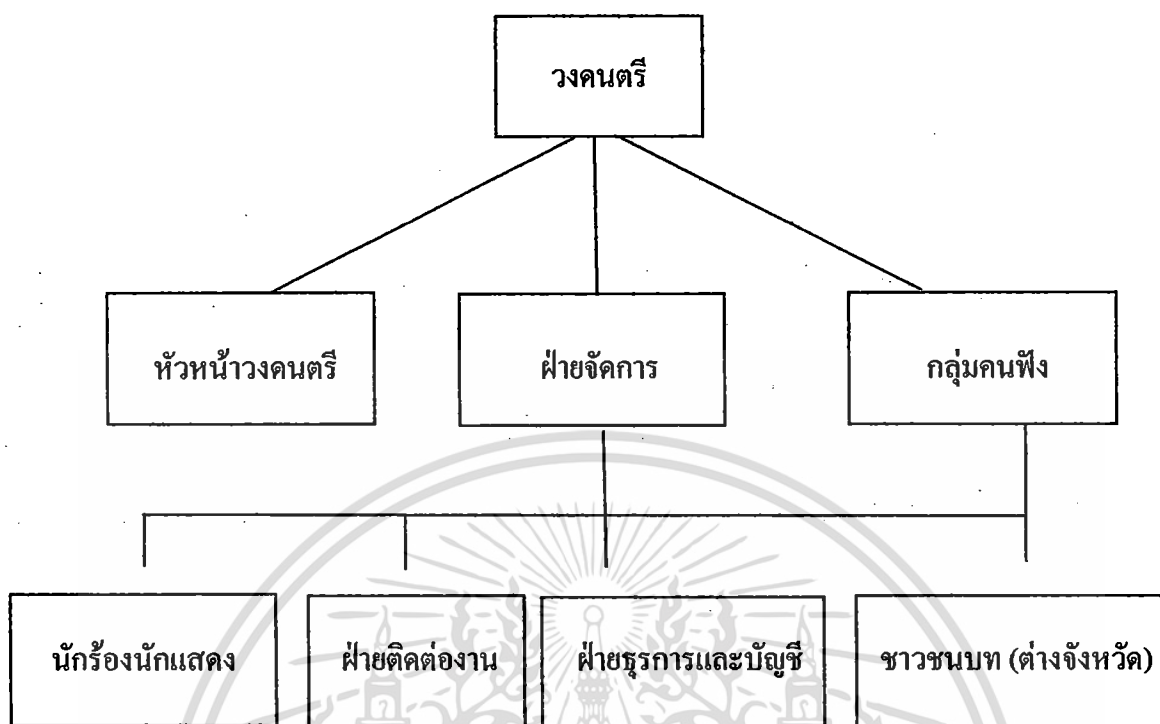 วงดนตรี
หัวหน้าวงดนตรี
ฝ่ายจัดการ
กลุ่มคนฟัง
นักร้องนักแสดง
ฝ่ายติดต่องาน
ฝ่ายธุรการและบัญชี
ชาวชนบท (ต่างจังหวัด)